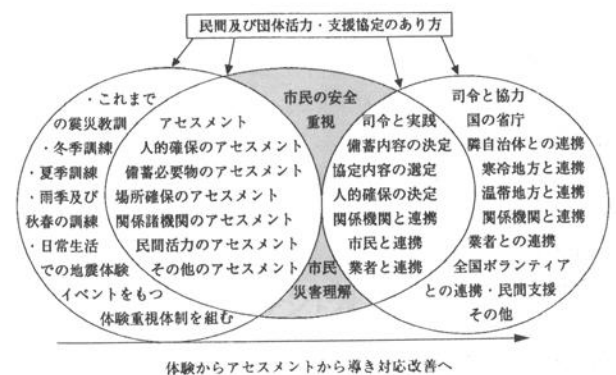 民間及び団体活力・支援協定のあり方
・これまで
の震災教訓
・冬季訓練
・夏季訓練
・雨季及び
秋春の訓練
・日常生活
での地震体験
イベントをもつ
体験重視体制を組む
アセスメント
人的確保のアセスメント
備蓄必要物のアセスメント
場所確保のアセスメント
関係諸機関のアセスメント
民間活力のアセスメント
その他のアセスメント
市民の安全
重視
市民
災害理解
司令と実践
備蓄内容の決定
協定内容の選定
人的確保の決定
関係機関と連携
市民と連携
業者と連携
司令と協力
国の省庁
隣自治体との連携
寒冷地方と連携
温帯地方と連携
関係機関と連携
業者との連携
全国ボランティア
との連携・民間支援
その他
体験からアセスメントから導き対応改善へ